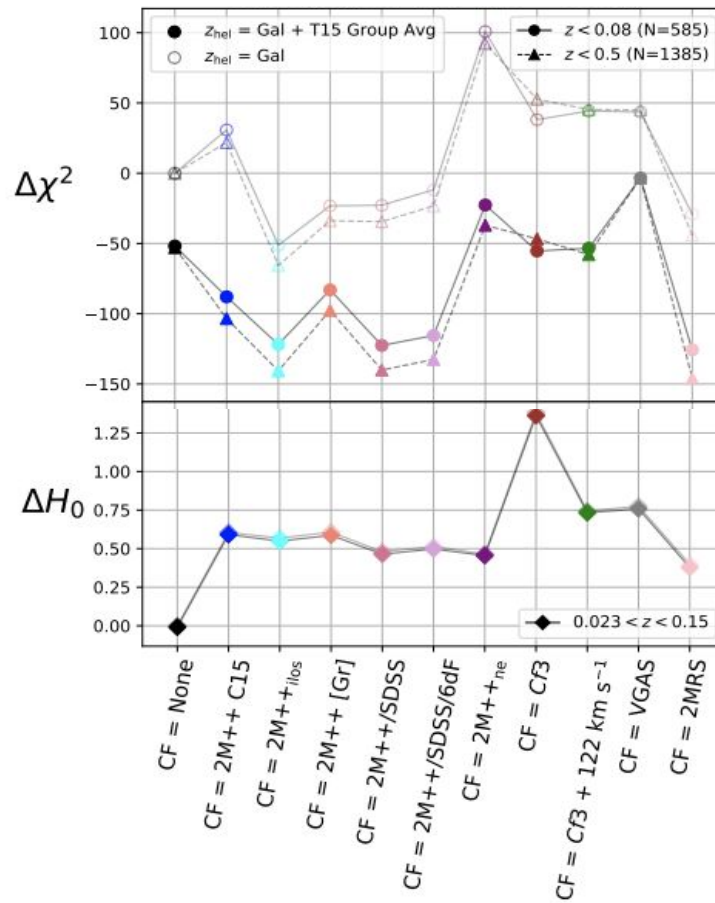 z_hel = Gal + T15 Group Avg
z_hel = Gal
z < 0.08 (N=585)
z < 0.5 (N=1385)
100
50
0
−50
−100
−150
Δχ²
1.25
1.00
0.75
0.50
0.25
0.00
ΔH₀
0.023 < z < 0.15
CF = None
CF = 2M++ C15
CF = 2M++_ilos
CF = 2M++ [Gr]
CF = 2M++/SDSS
CF = 2M++/SDSS/6dF
CF = 2M++_ne
CF = Cf3
CF = Cf3 + 122 km s⁻¹
CF = VGAS
CF = 2MRS